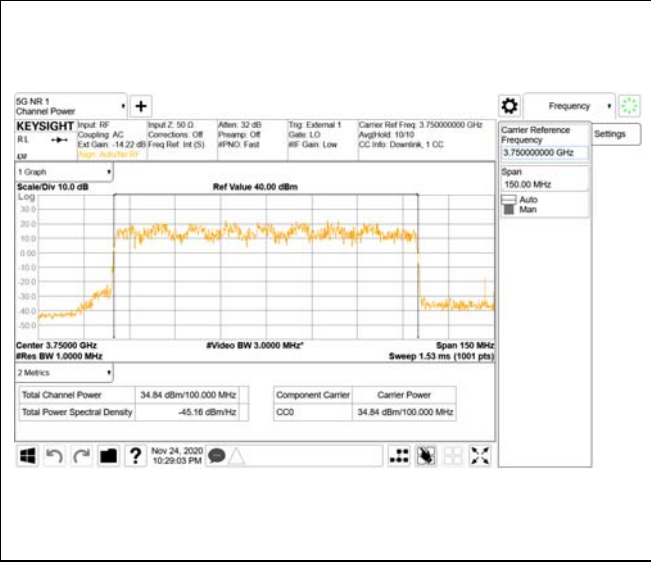 5G NR 1
Channel Power
Frequency
KEYSIGHT
Input: RF
Input Z: 50 Ω
Atten: 32 dB
Trig: External 1
Carrier Ref Freq: 3.750000000 GHz
RL
Coupling: AC
Corrections: Off
Preamp: Off
Gate: LO
Avg|Hold: 10/10
Ext Gain: -14.22 dB
Freq Ref: Int (S)
#PNO: Fast
#IF Gain: Low
CC Info: Downlink, 1 CC
Align: Auto/No RF
Carrier Reference
Frequency
3.750000000 GHz
Settings
Span
150.00 MHz
Auto
Man
1 Graph
Scale/Div 10.0 dB
Ref Value 40.00 dBm
Log
30.0
20.0
10.0
0.00
-10.0
-20.0
-30.0
-40.0
-50.0
Center 3.75000 GHz
#Video BW 3.0000 MHz*
Span 150 MHz
#Res BW 1.0000 MHz
Sweep 1.53 ms (1001 pts)
2 Metrics
Total Channel Power
34.84 dBm/100.000 MHz
Total Power Spectral Density
-45.16 dBm/Hz
Component Carrier
Carrier Power
CC0
34.84 dBm/100.000 MHz
?
Nov 24, 2020
10:29:03 PM